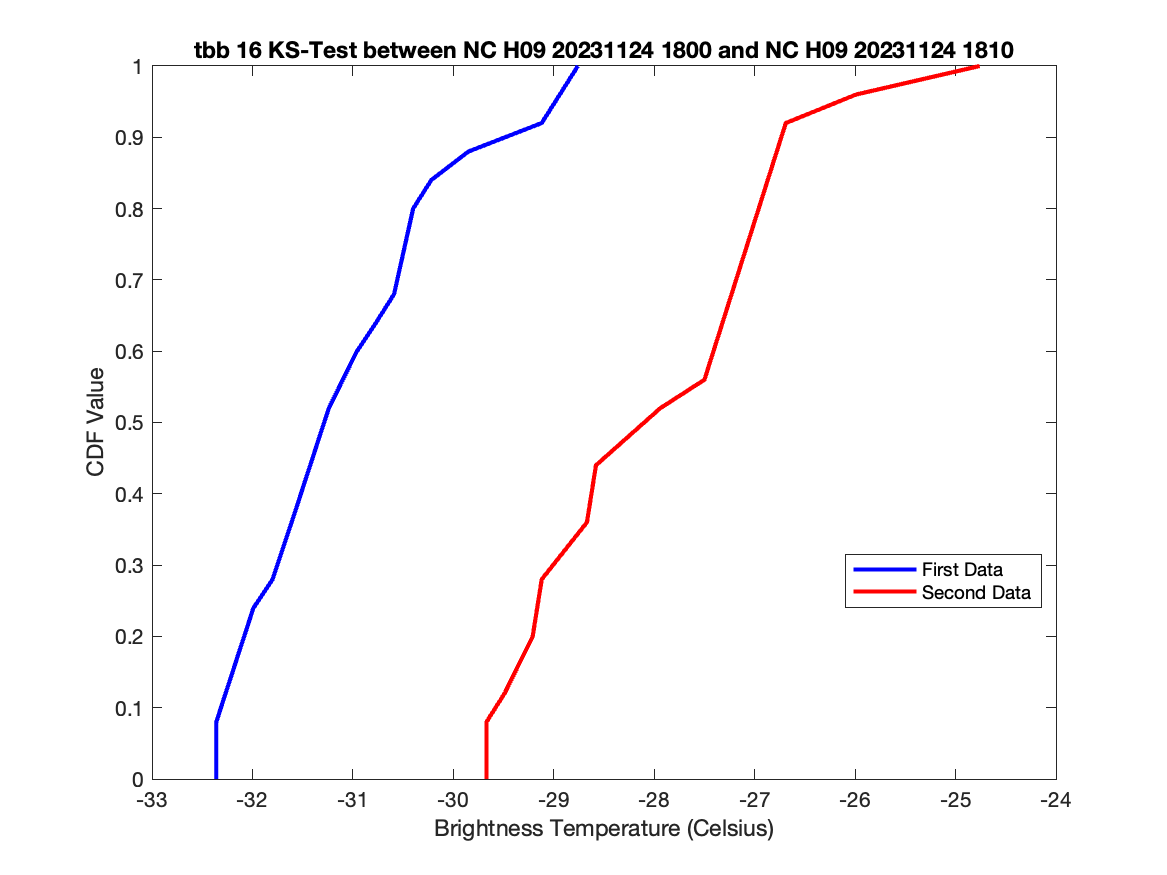 tbb 16 KS-Test between NC H09 20231124 1800 and NC H09 20231124 1810
1
0.9
0.8
0.7
0.6
0.5
0.4
0.3
0.2
0.1
0
CDF Value
First Data
Second Data
-33 -32 -31 -30 -29 -28 -27 -26 -25 -24
Brightness Temperature (Celsius)